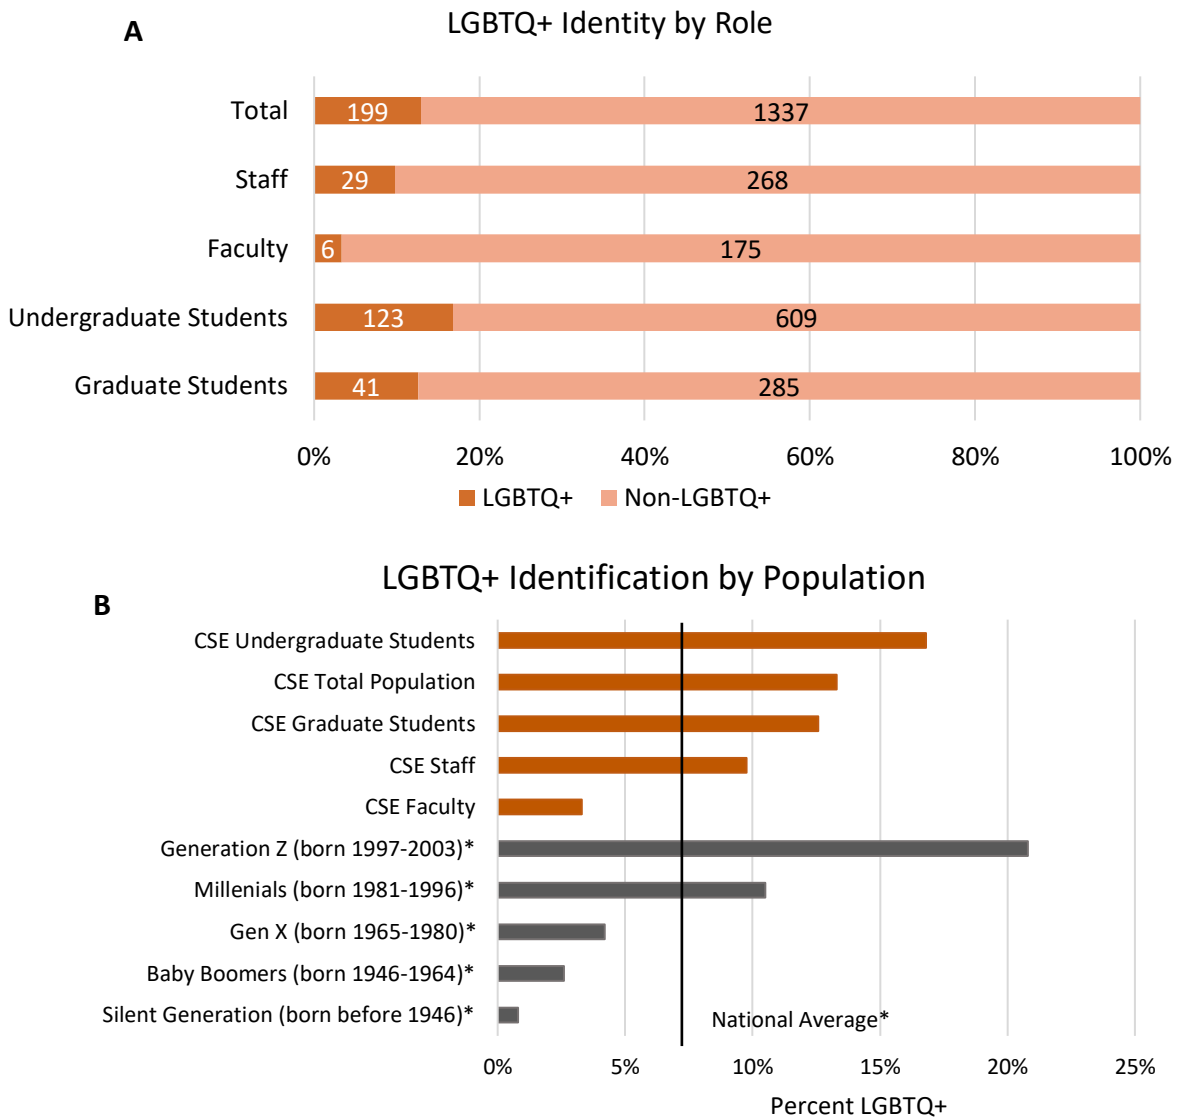 A
LGBTQ+ Identity by Role
Total 199 1337
Staff 29 268
Faculty 6 175
Undergraduate Students 123 609
Graduate Students 41 285
0% 20% 40% 60% 80% 100%
LGBTQ+ Non-LGBTQ+
LGBTQ+ Identification by Population
B
CSE Undergraduate Students
CSE Total Population
CSE Graduate Students
CSE Staff
CSE Faculty
Generation Z (born 1997-2003)*
Millenials (born 1981-1996)*
Gen X (born 1965-1980)*
Baby Boomers (born 1946-1964)*
Silent Generation (born before 1946)*
National Average*
0% 5% 10% 15% 20% 25%
Percent LGBTQ+